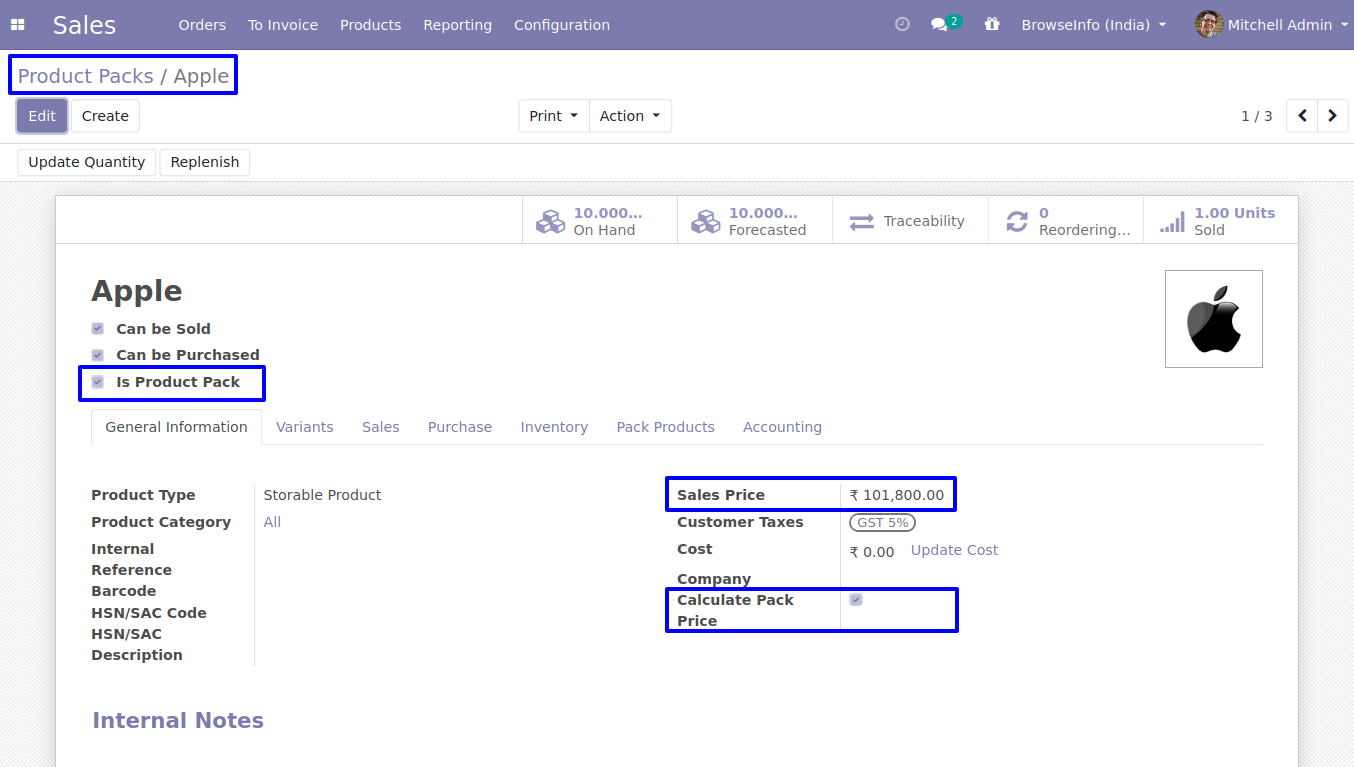 Sales Orders To Invoice Products Reporting Configuration 2 BrowseInfo (India) Mitchell Admin
Product Packs / Apple
Edit Create Print Action 1 / 3
Update Quantity Replenish
10.000... 10.000... 0 1.00 Units
On Hand Forecasted Traceability Reordering... Sold
Apple
Can be Sold
Can be Purchased
Is Product Pack
General Information Variants Sales Purchase Inventory Pack Products Accounting
Product Type Storable Product
Product Category All
Internal
Reference
Barcode
HSN/SAC Code
HSN/SAC
Description
Sales Price ₹ 101,800.00
Customer Taxes GST 5%
Cost ₹ 0.00 Update Cost
Company
Calculate Pack
Price
Internal Notes